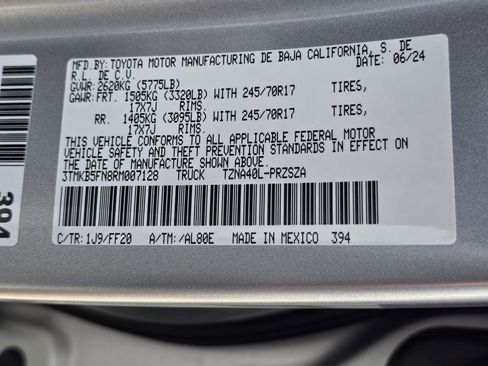 MFD.BY: TOYOTA MOTOR MANUFACTURING DE BAJA CALIFORNIA, S. DE
R.L. DE C.V. DATE: 06/24
GVWR: 2620KG (5775LB)
GAWR:FRT. 1505KG (3320LB) WITH 245/70R17 TIRES,
17X7J RIMS.
RR. 1405KG (3095LB) WITH 245/70R17 TIRES,
17X7J RIMS.
THIS VEHICLE CONFORMS TO ALL APPLICABLE FEDERAL MOTOR
VEHICLE SAFETY AND THEFT PREVENTION STANDARDS IN EFFECT ON
THE DATE OF MANUFACTURE SHOWN ABOVE.
3TMKB5FN8RM007128 TRUCK TZNA40L-PRZSZA
C/TR: 1J9/FF20 A/TM: /AL80E MADE IN MEXICO 394
394